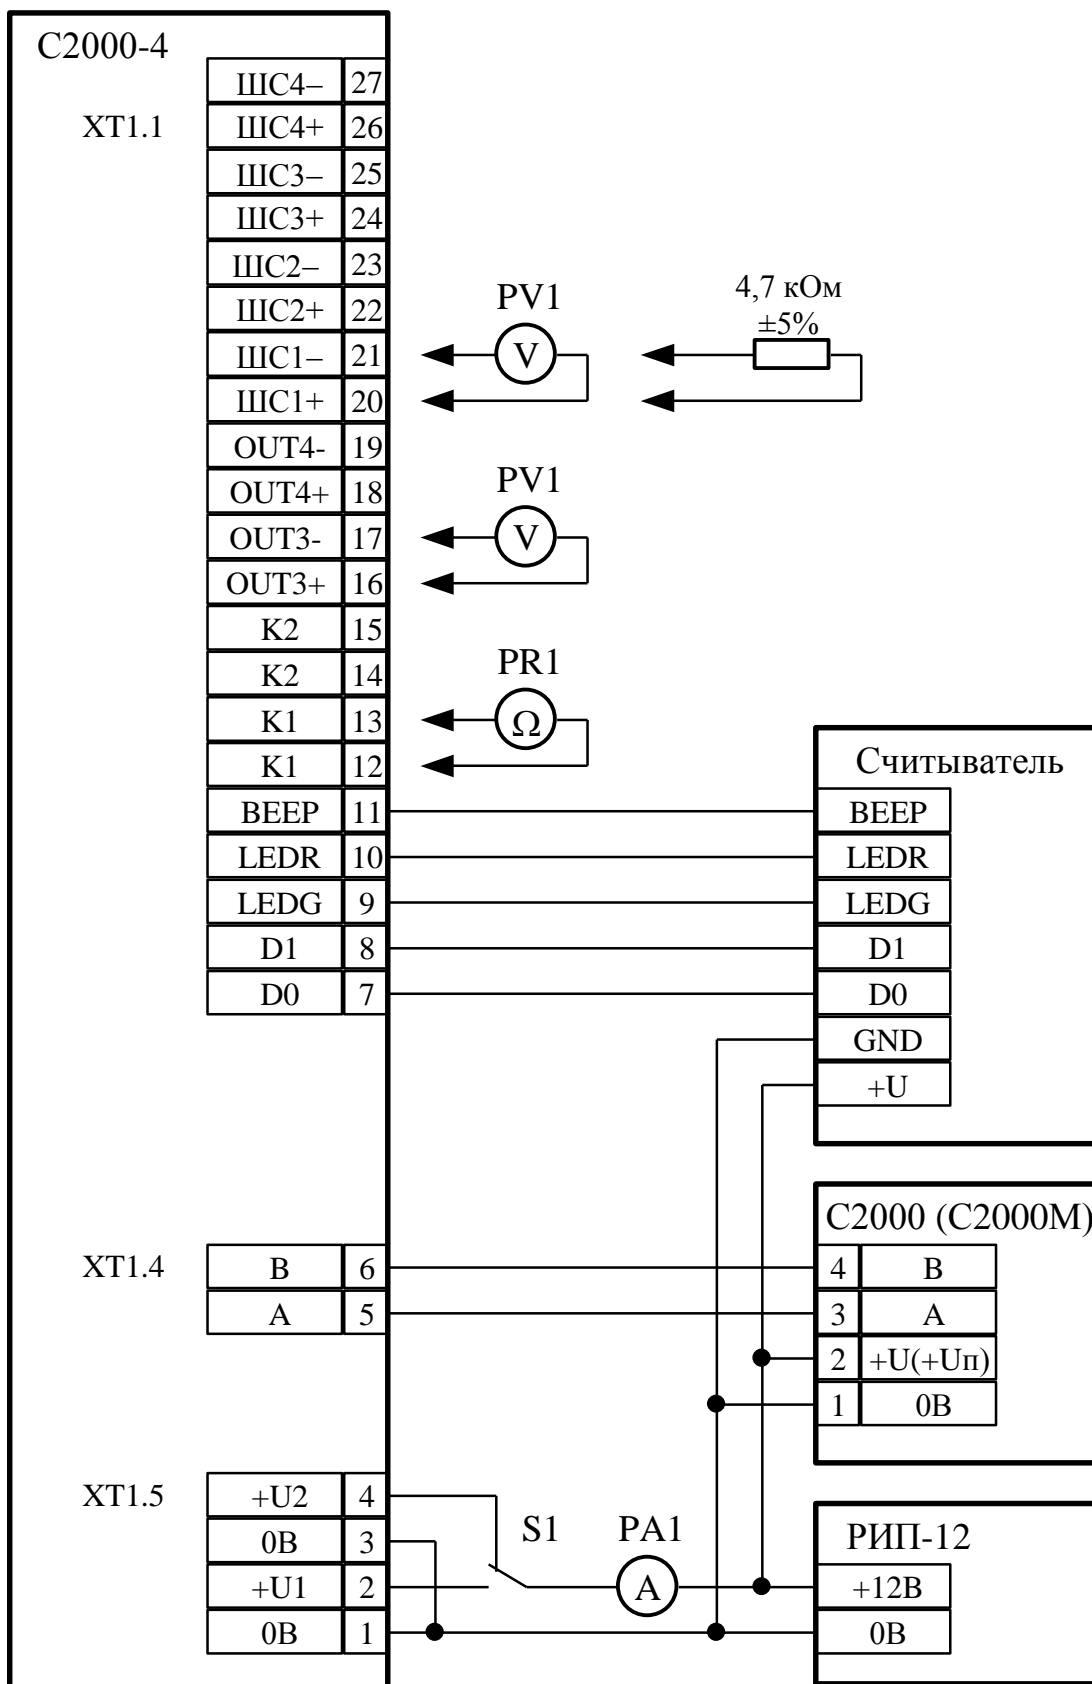 С2000-4
ШС4– 27
XT1.1 ШС4+ 26
ШС3– 25
ШС3+ 24
ШС2– 23
ШС2+ 22
ШС1– 21
ШС1+ 20
OUT4- 19
OUT4+ 18
OUT3- 17
OUT3+ 16
K2 15
K2 14
K1 13
K1 12
BEEP 11
LEDR 10
LEDG 9
D1 8
D0 7
XT1.4 B 6
A 5
XT1.5 +U2 4
0В 3
+U1 2
0В 1
PV1
V
4,7 кОм
±5%
PV1
V
PR1
Ω
S1
PA1
A
Считыватель
BEEP
LEDR
LEDG
D1
D0
GND
+U
С2000 (С2000М)
4 B
3 A
2 +U(+Uп)
1 0В
РИП-12
+12В
0В